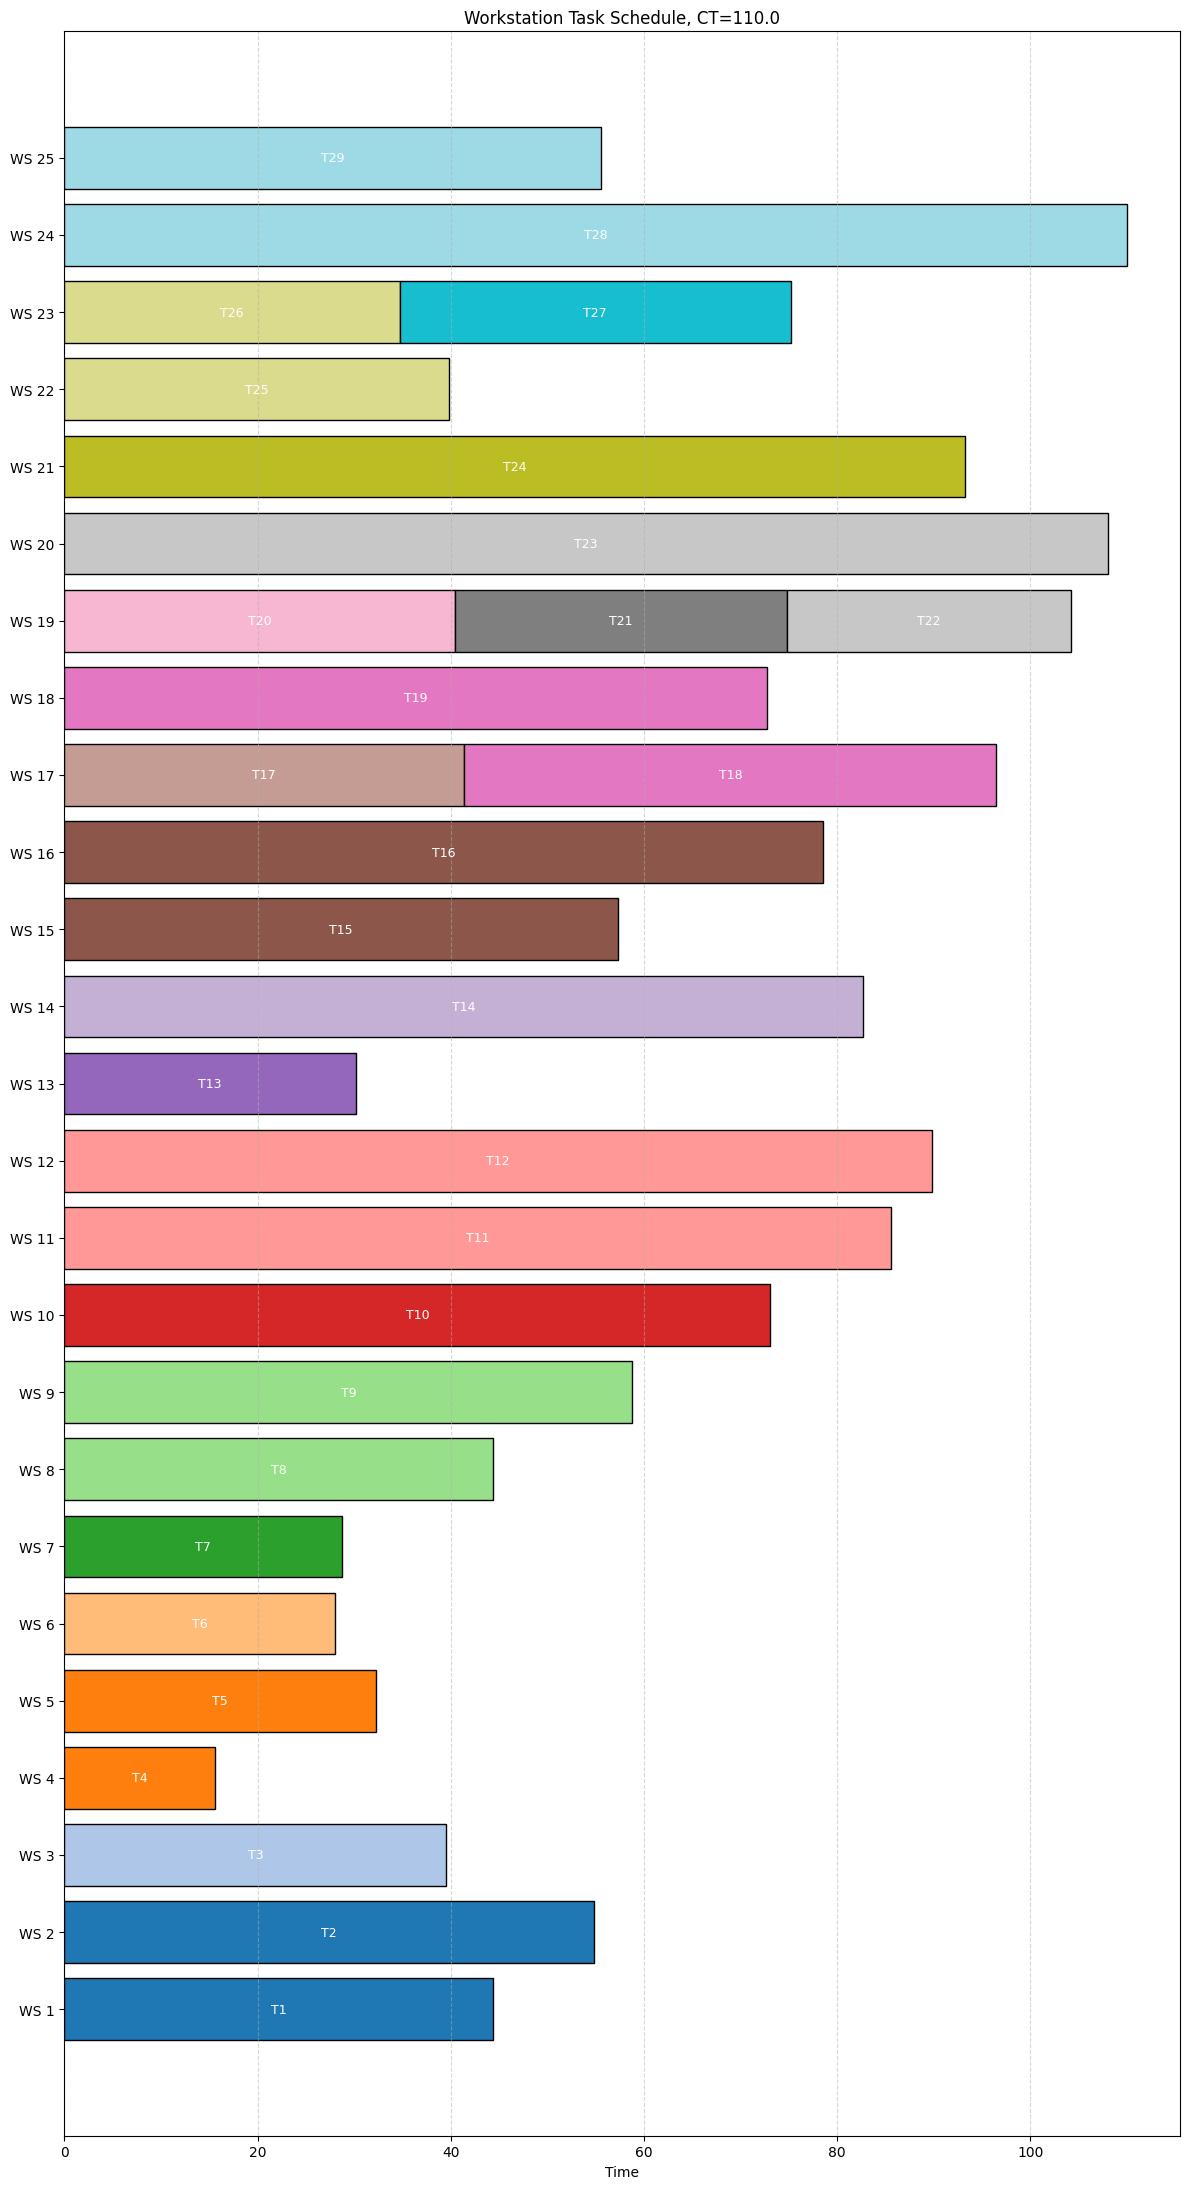 Workstation Task Schedule, CT=110.0
WS 25 T29
WS 24 T28
WS 23 T26 T27
WS 22 T25
WS 21 T24
WS 20 T23
WS 19 T20 T21 T22
WS 18 T19
WS 17 T17 T18
WS 16 T16
WS 15 T15
WS 14 T14
WS 13 T13
WS 12 T12
WS 11 T11
WS 10 T10
WS 9 T9
WS 8 T8
WS 7 T7
WS 6 T6
WS 5 T5
WS 4 T4
WS 3 T3
WS 2 T2
WS 1 T1
0 20 40 60 80 100
Time